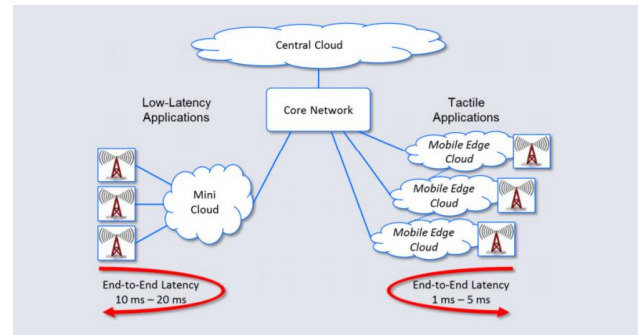 Central Cloud
Low-Latency
Applications
Core Network
Tactile
Applications
Mobile Edge
Cloud
Mini
Cloud
Mobile Edge
Cloud
Mobile Edge
Cloud
End-to-End Latency
10 ms – 20 ms
End-to-End Latency
1 ms – 5 ms